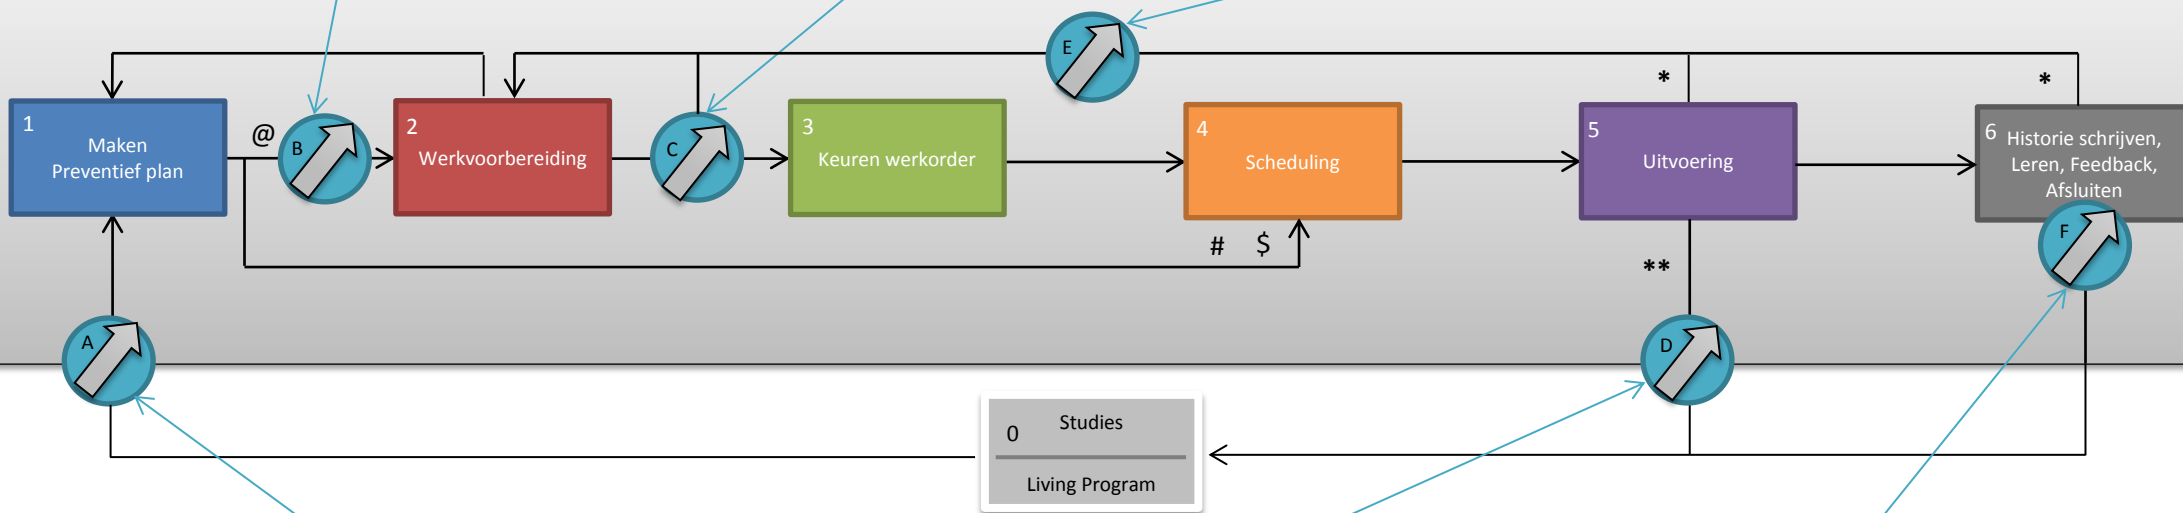 E
*
*
1
Maken
Preventief plan
@
B
2
Werkvoorbereiding
C
3
Keuren werkorder
4
Scheduling
5
Uitvoering
6
Historie schrijven,
Leren, Feedback,
Afsluiten
# $
**
F
A
D
0
Studies
Living Program